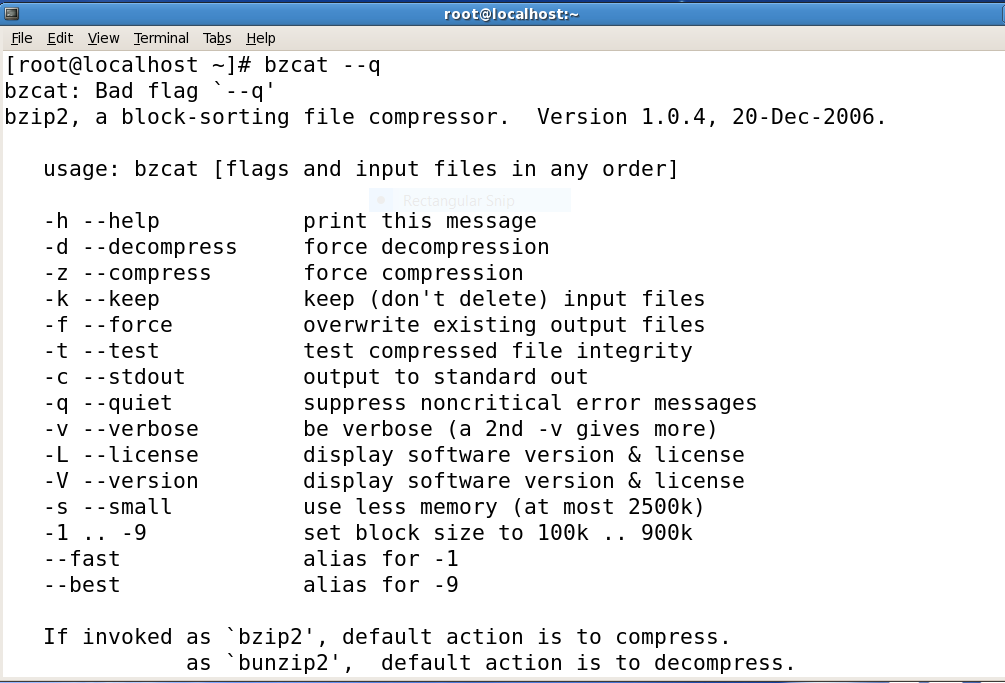 root@localhost:~
File Edit View Terminal Tabs Help
[root@localhost ~]# bzcat --q
bzcat: Bad flag `--q'
bzip2, a block-sorting file compressor.  Version 1.0.4, 20-Dec-2006.
usage: bzcat [flags and input files in any order]
Rectangular Snip
-h --help           print this message
-d --decompress     force decompression
-z --compress       force compression
-k --keep           keep (don't delete) input files
-f --force          overwrite existing output files
-t --test           test compressed file integrity
-c --stdout         output to standard out
-q --quiet          suppress noncritical error messages
-v --verbose        be verbose (a 2nd -v gives more)
-L --license        display software version & license
-V --version        display software version & license
-s --small          use less memory (at most 2500k)
-1 .. -9            set block size to 100k .. 900k
--fast              alias for -1
--best              alias for -9
If invoked as `bzip2', default action is to compress.
as `bunzip2',  default action is to decompress.